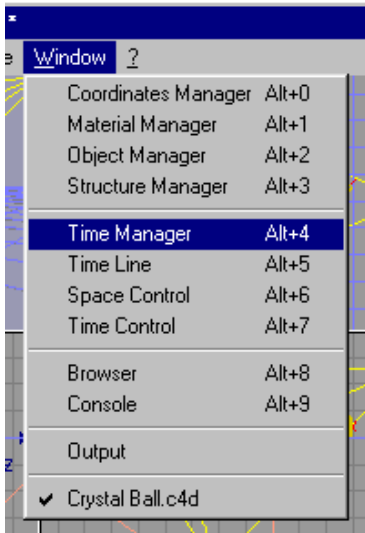 Window ?
Coordinates Manager Alt+0
Material Manager Alt+1
Object Manager Alt+2
Structure Manager Alt+3
Time Manager Alt+4
Time Line Alt+5
Space Control Alt+6
Time Control Alt+7
Browser Alt+8
Console Alt+9
Output
Crystal Ball.c4d